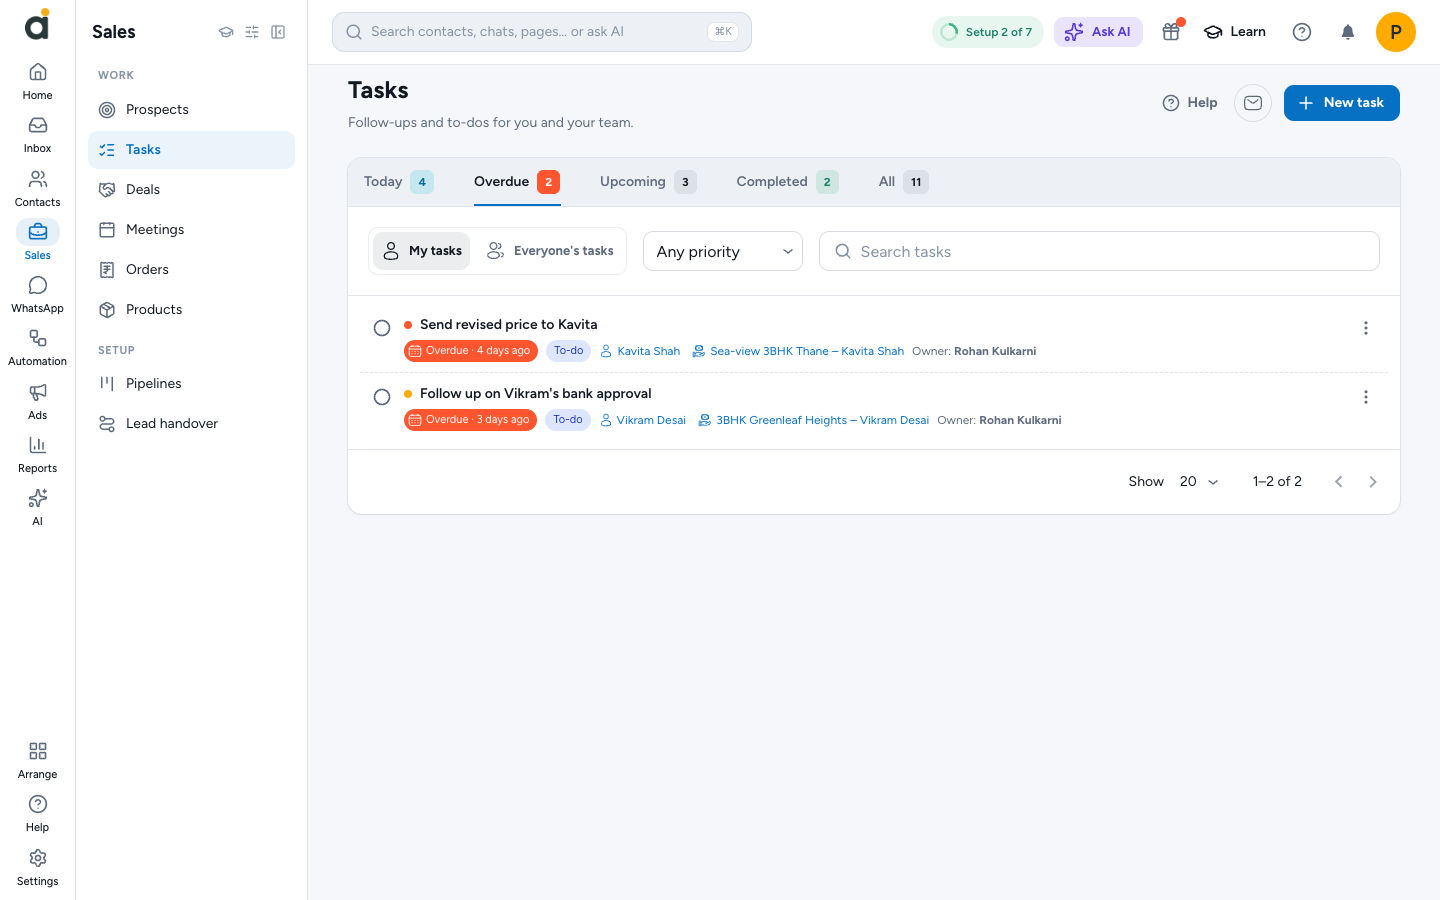 Sales
Search contacts, chats, pages... or ask AI
⌘K
Setup 2 of 7
Ask AI
Learn
P
Home
Inbox
Contacts
Sales
WhatsApp
Automation
Ads
Reports
AI
Arrange
Help
Settings
WORK
Prospects
Tasks
Deals
Meetings
Orders
Products
SETUP
Pipelines
Lead handover
Tasks
Follow-ups and to-dos for you and your team.
Help
New task
Today 4
Overdue 2
Upcoming 3
Completed 2
All 11
My tasks
Everyone's tasks
Any priority
Search tasks
Send revised price to Kavita
Overdue · 4 days ago To-do Kavita Shah Sea-view 3BHK Thane – Kavita Shah Owner: Rohan Kulkarni
Follow up on Vikram's bank approval
Overdue · 3 days ago To-do Vikram Desai 3BHK Greenleaf Heights – Vikram Desai Owner: Rohan Kulkarni
Show 20 1–2 of 2